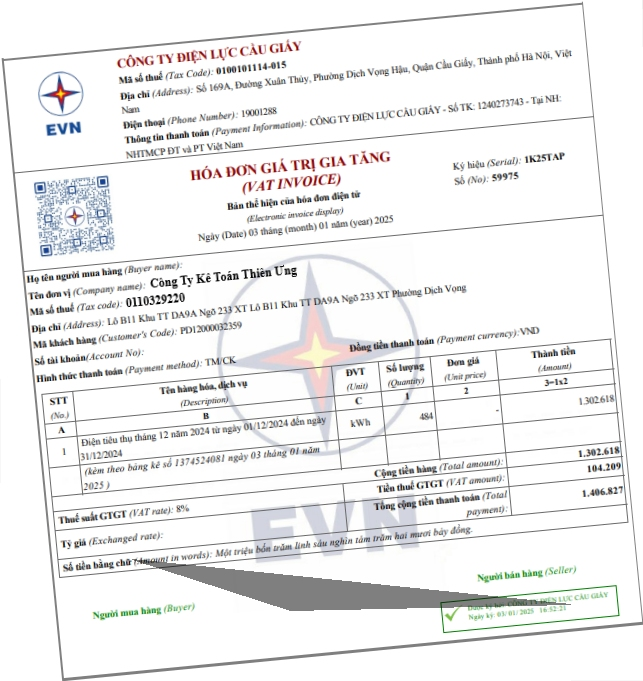 CÔNG TY ĐIỆN LỰC CẦU GIẤY
Mã số thuế (Tax Code): 0100101114-015
Địa chỉ (Address): Số 169A, Đường Xuân Thủy, Phường Dịch Vọng Hậu, Quận Cầu Giấy, Thành phố Hà Nội, Việt
Nam
Điện thoại (Phone Number): 19001288
Thông tin thanh toán (Payment Information): CÔNG TY ĐIỆN LỰC CẦU GIẤY - Số TK: 1240273743 - Tại NH:
NHTMCP ĐT và PT Việt Nam
EVN
HÓA ĐƠN GIÁ TRỊ GIA TĂNG
(VAT INVOICE)
Bản thể hiện của hóa đơn điện tử
(Electronic invoice display)
Ngày (Date) 03 tháng (month) 01 năm (year) 2025
Ký hiệu (Serial): 1K25TAP
Số (No): 59975
Họ tên người mua hàng (Buyer name):
Tên đơn vị (Company name): Công Ty Kế Toán Thiên Ưng
Mã số thuế (Tax code): 0110329220
Địa chỉ (Address): Lô B11 Khu TT DA9A Ngõ 233 XT Lô B11 Khu TT DA9A Ngõ 233 XT Phường Dịch Vọng
Mã khách hàng (Customer's Code): PD12000032359
Số tài khoản(Account No):
Hình thức thanh toán (Payment method): TM/CK
Đồng tiền thanh toán (Payment currency):VND
STT
(No.)
Tên hàng hóa, dịch vụ
(Description)
ĐVT
(Unit)
Số lượng
(Quantity)
Đơn giá
(Unit price)
Thành tiền
(Amount)
A
B
C
1
2
3=1x2
1
Điện tiêu thụ tháng 12 năm 2024 từ ngày 01/12/2024 đến ngày
31/12/2024
(kèm theo bảng kê số 1374524081 ngày 03 tháng 01 năm
2025 )
kWh
484
-
1.302.618
Cộng tiền hàng (Total amount):
1.302.618
Thuế suất GTGT (VAT rate): 8%
Tiền thuế GTGT (VAT amount):
104.209
Tỷ giá (Exchanged rate):
Tổng cộng tiền thanh toán (Total
payment):
1.406.827
Số tiền bằng chữ (Amount in words): Một triệu bốn trăm linh sáu nghìn tám trăm hai mươi bảy đồng.
EVN
Người mua hàng (Buyer)
Người bán hàng (Seller)
CÔNG TY ĐIỆN LỰC CẦU GIẤY
Ngày ký: 03/01/2025 16:52:21